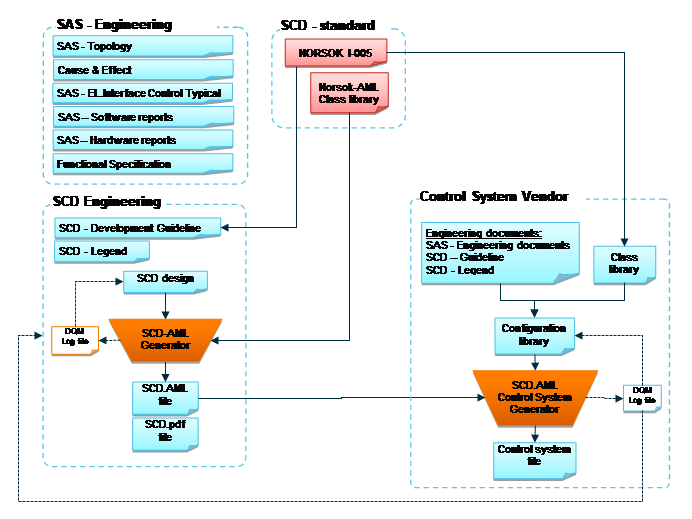 SAS - Engineering
SAS - Topology
Cause & Effect
SAS - EL.Interface Control Typical
SAS – Software reports
SAS – Hardware reports
Functional Specification
SCD - standard
NORSOK I-005
Norsok-AML
Class library
SCD Engineering
SCD - Development Guideline
SCD - Legend
SCD design
DQM
Log file
SCD-AML
Generator
SCD.AML
file
SCD.pdf
file
Control System Vendor
Engineering documents:
SAS - Engineering documents
SCD – Guideline
SCD - Legend
Class
library
Configuration
library
SCD.AML
Control System
Generator
DQM
Log file
Control system
file